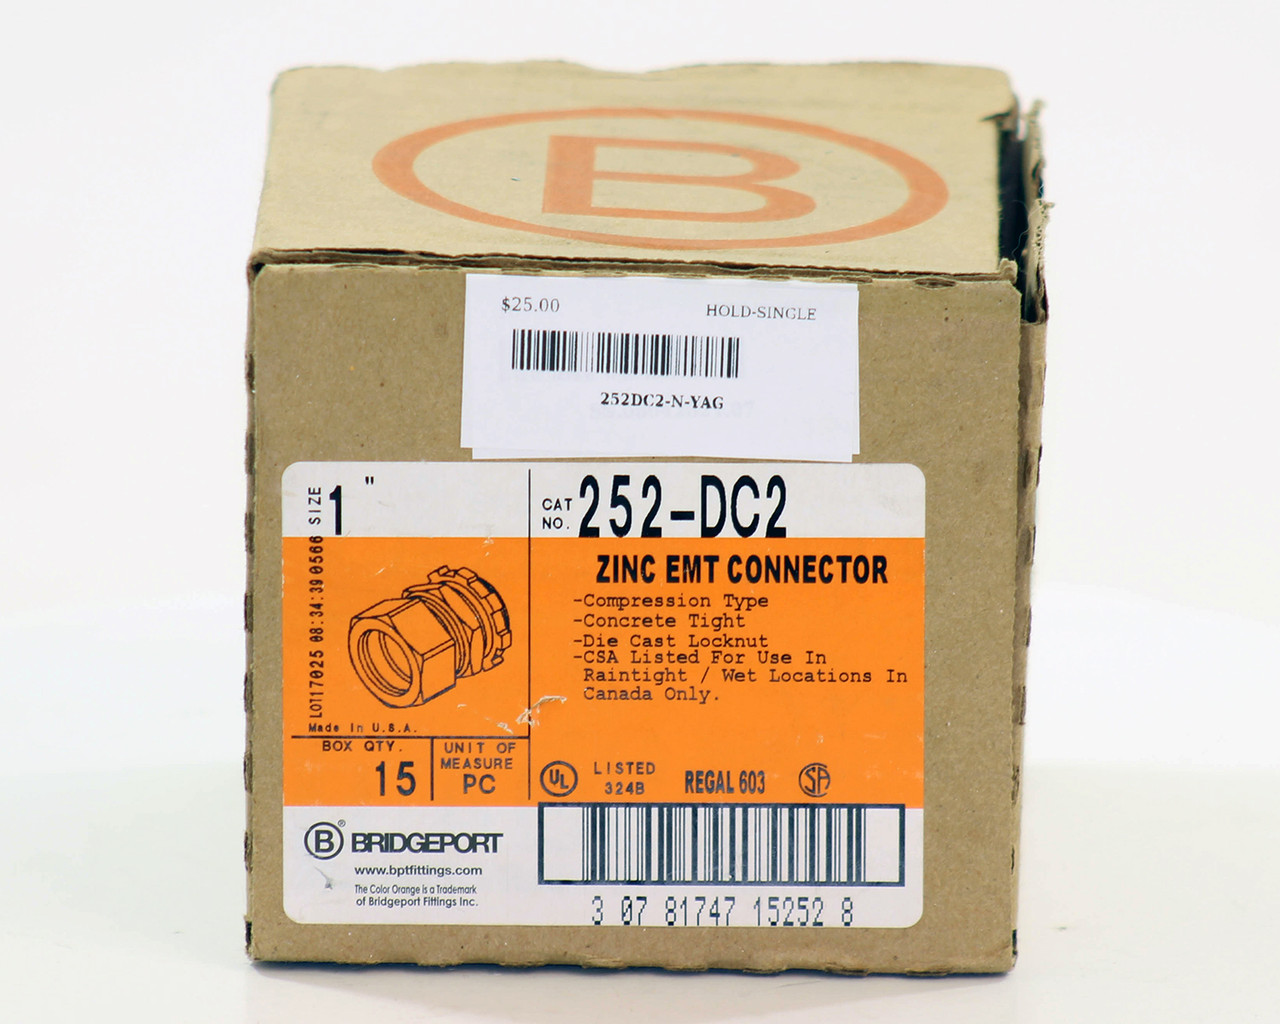 B
$25.00 HOLD-SINGLE
252DC2-N-YAG
SIZE 1 "
CAT NO. 252-DC2
LOT17025 08:34:39 0566
ZINC EMT CONNECTOR
-Compression Type
-Concrete Tight
-Die Cast Locknut
-CSA Listed For Use In
Raintight / Wet Locations In
Canada Only.
Made In U.S.A.
BOX QTY.
15
UNIT OF
MEASURE
PC
UL LISTED
324B
REGAL 603
SA
B® BRIDGEPORT
www.bptfittings.com
The Color Orange is a Trademark
of Bridgeport Fittings Inc.
3 07 81747 15252 8